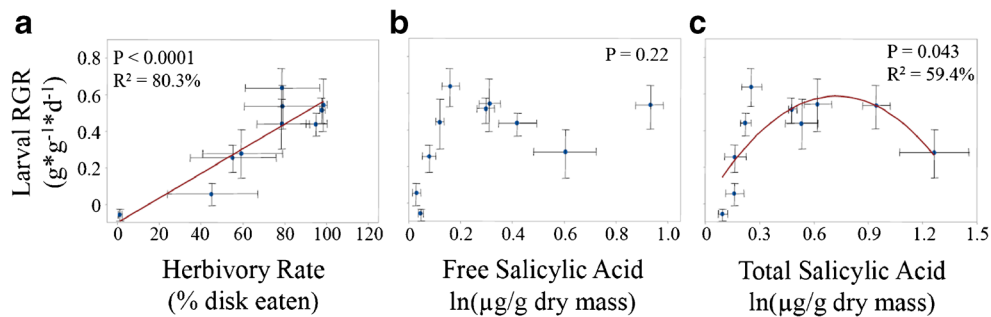 a
b
c
P < 0.0001
R² = 80.3%
P = 0.22
P = 0.043
R² = 59.4%
Larval RGR
(g*g⁻¹*d⁻¹)
0.8
0.6
0.4
0.2
0
0 20 40 60 80 100 120
0 0.2 0.4 0.6 0.8 1.0
0 0.3 0.6 0.9 1.2 1.5
Herbivory Rate
(% disk eaten)
Free Salicylic Acid
ln(µg/g dry mass)
Total Salicylic Acid
ln(µg/g dry mass)